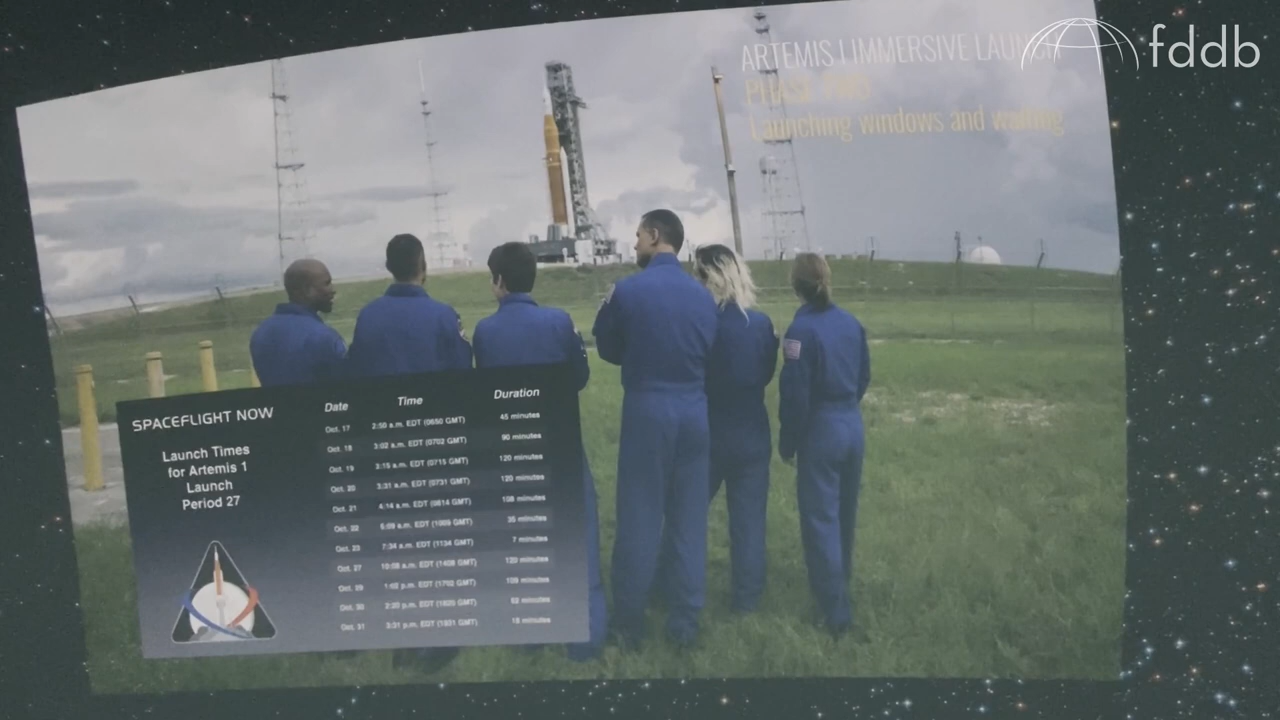 fddb
ARTEMIS I IMMERSIVE LAUNCH
PHASE TWO
Launching windows and waiting
SPACEFLIGHT NOW
Launch Times
for Artemis 1
Launch
Period 27
Date Time Duration
Oct. 17 2:50 a.m. EDT (0650 GMT) 45 minutes
Oct. 18 3:02 a.m. EDT (0702 GMT) 90 minutes
Oct. 19 3:15 a.m. EDT (0715 GMT) 120 minutes
Oct. 20 3:31 a.m. EDT (0731 GMT) 120 minutes
Oct. 21 4:14 a.m. EDT (0814 GMT) 108 minutes
Oct. 22 6:09 a.m. EDT (1009 GMT) 35 minutes
Oct. 23 7:34 a.m. EDT (1134 GMT) 7 minutes
Oct. 27 10:08 a.m. EDT (1408 GMT) 120 minutes
Oct. 29 1:02 p.m. EDT (1702 GMT) 109 minutes
Oct. 30 2:20 p.m. EDT (1820 GMT) minutes
Oct. 31 3:31 p.m. EDT (1931 GMT) minutes